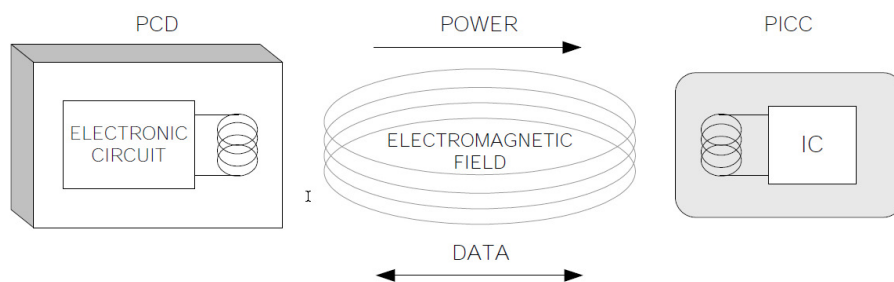 PCD
POWER
PICC
ELECTRONIC
CIRCUIT
ELECTROMAGNETIC
FIELD
IC
DATA